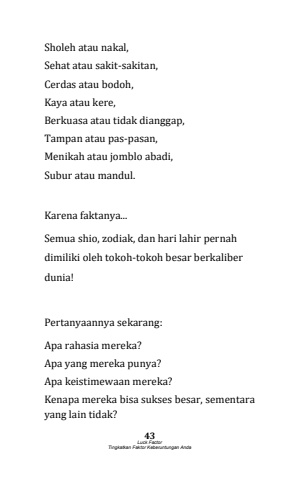 Sholeh atau nakal,
Sehat atau sakit-sakitan,
Cerdas atau bodoh,
Kaya atau kere,
Berkuasa atau tidak dianggap,
Tampan atau pas-pasan,
Menikah atau jomblo abadi,
Subur atau mandul.
Karena faktanya...
Semua shio, zodiak, dan hari lahir pernah
dimiliki oleh tokoh-tokoh besar berkaliber
dunia!
Pertanyaannya sekarang:
Apa rahasia mereka?
Apa yang mereka punya?
Apa keistimewaan mereka?
Kenapa mereka bisa sukses besar, sementara
yang lain tidak?
43
Luck Factor
Tingkatkan Faktor Keberuntungan Anda